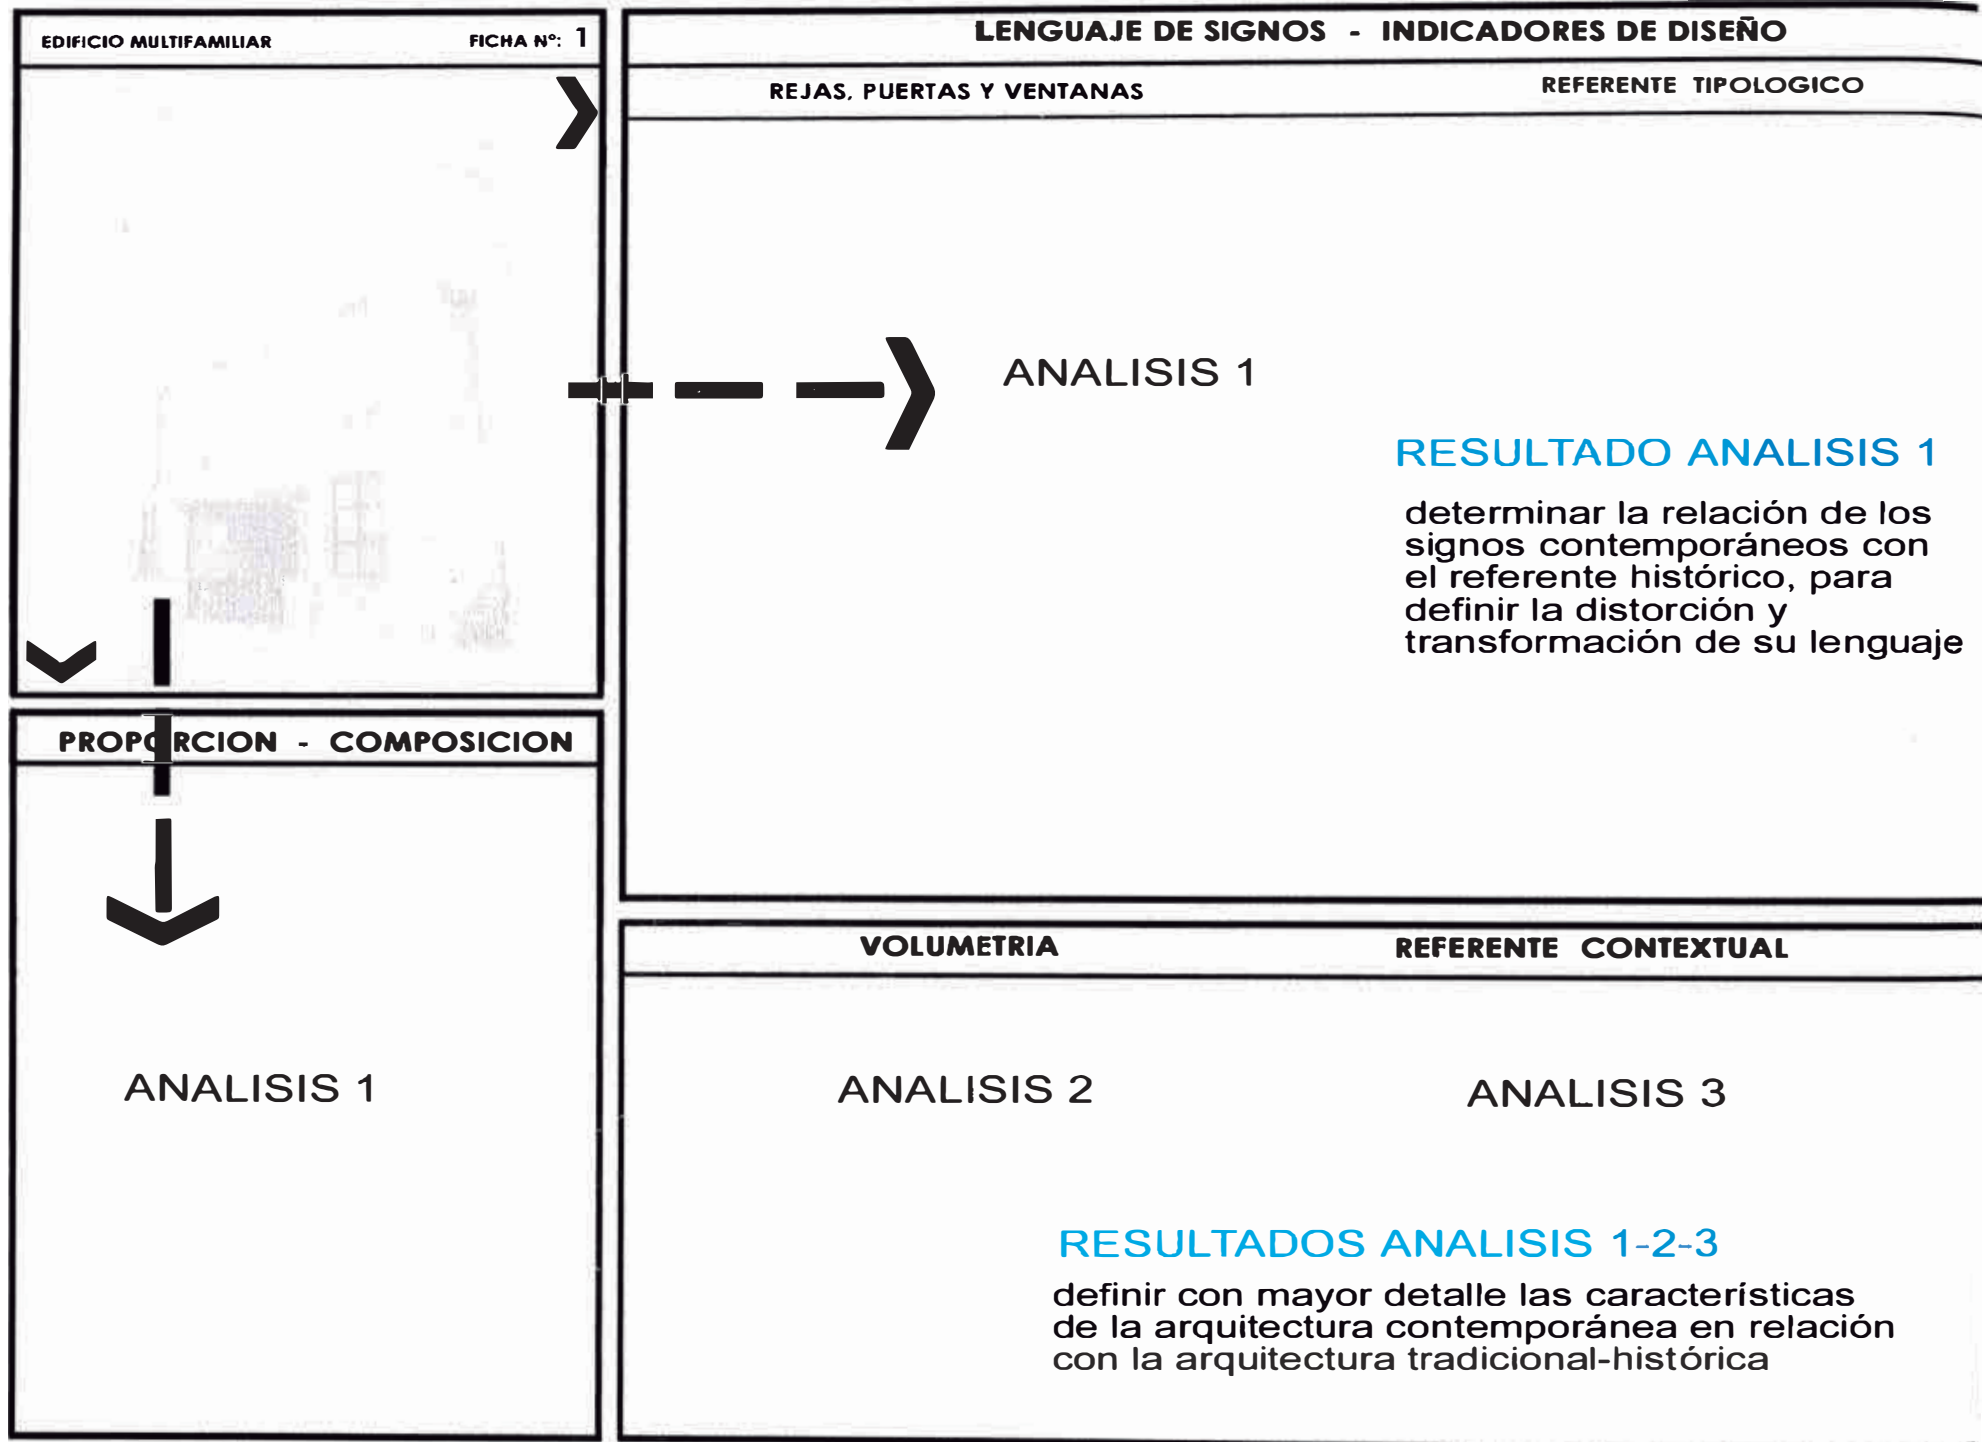 EDIFICIO MULTIFAMILIAR FICHA Nº: 1
LENGUAJE DE SIGNOS - INDICADORES DE DISEÑO
REJAS, PUERTAS Y VENTANAS REFERENTE TIPOLOGICO
ANALISIS 1
RESULTADO ANALISIS 1
determinar la relación de los
signos contemporáneos con
el referente histórico, para
definir la distorción y
transformación de su lenguaje
PROPORCION - COMPOSICION
ANALISIS 1
VOLUMETRIA REFERENTE CONTEXTUAL
ANALISIS 2 ANALISIS 3
RESULTADOS ANALISIS 1-2-3
definir con mayor detalle las características
de la arquitectura contemporánea en relación
con la arquitectura tradicional-histórica